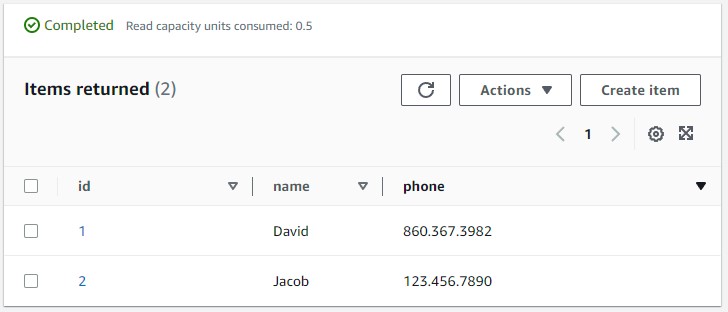 Completed Read capacity units consumed: 0.5
Items returned (2)
Actions
Create item
1
id name phone
1 David 860.367.3982
2 Jacob 123.456.7890